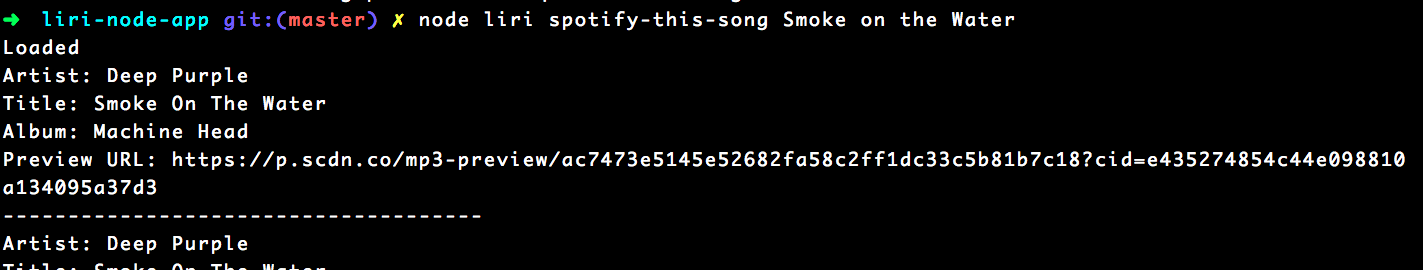 ➜  liri-node-app git:(master) ✗ node liri spotify-this-song Smoke on the Water
Loaded
Artist: Deep Purple
Title: Smoke On The Water
Album: Machine Head
Preview URL: https://p.scdn.co/mp3-preview/ac7473e5145e52682fa58c2ff1dc33c5b81b7c18?cid=e435274854c44e098810
a134095a37d3
-------------------------------------
Artist: Deep Purple
Title: Smoke On The Water